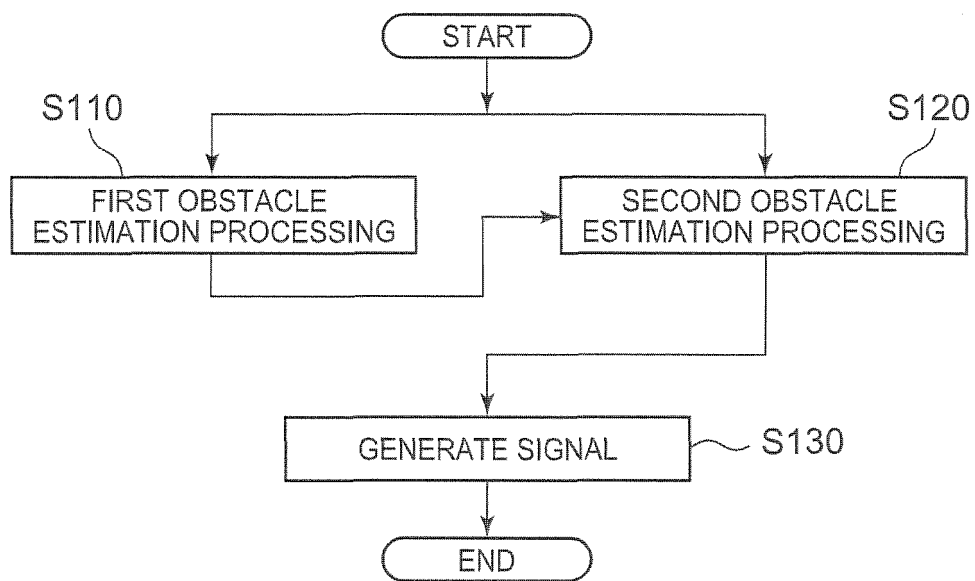 START
S110
S120
FIRST OBSTACLE
ESTIMATION PROCESSING
SECOND OBSTACLE
ESTIMATION PROCESSING
GENERATE SIGNAL
S130
END